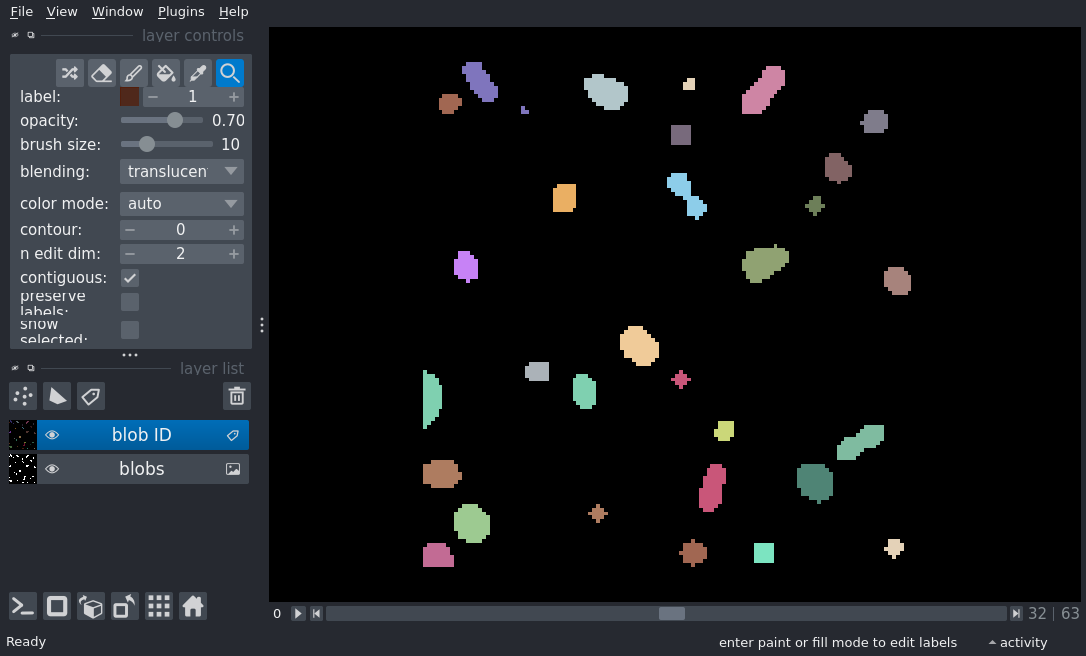 File View Window Plugins Help
layer controls
label: 1
opacity: 0.70
brush size: 10
blending: translucen
color mode: auto
contour: 0
n edit dim: 2
contiguous:
preserve
labels:
show
selected:
layer list
blob ID
blobs
0 32 | 63
Ready enter paint or fill mode to edit labels activity